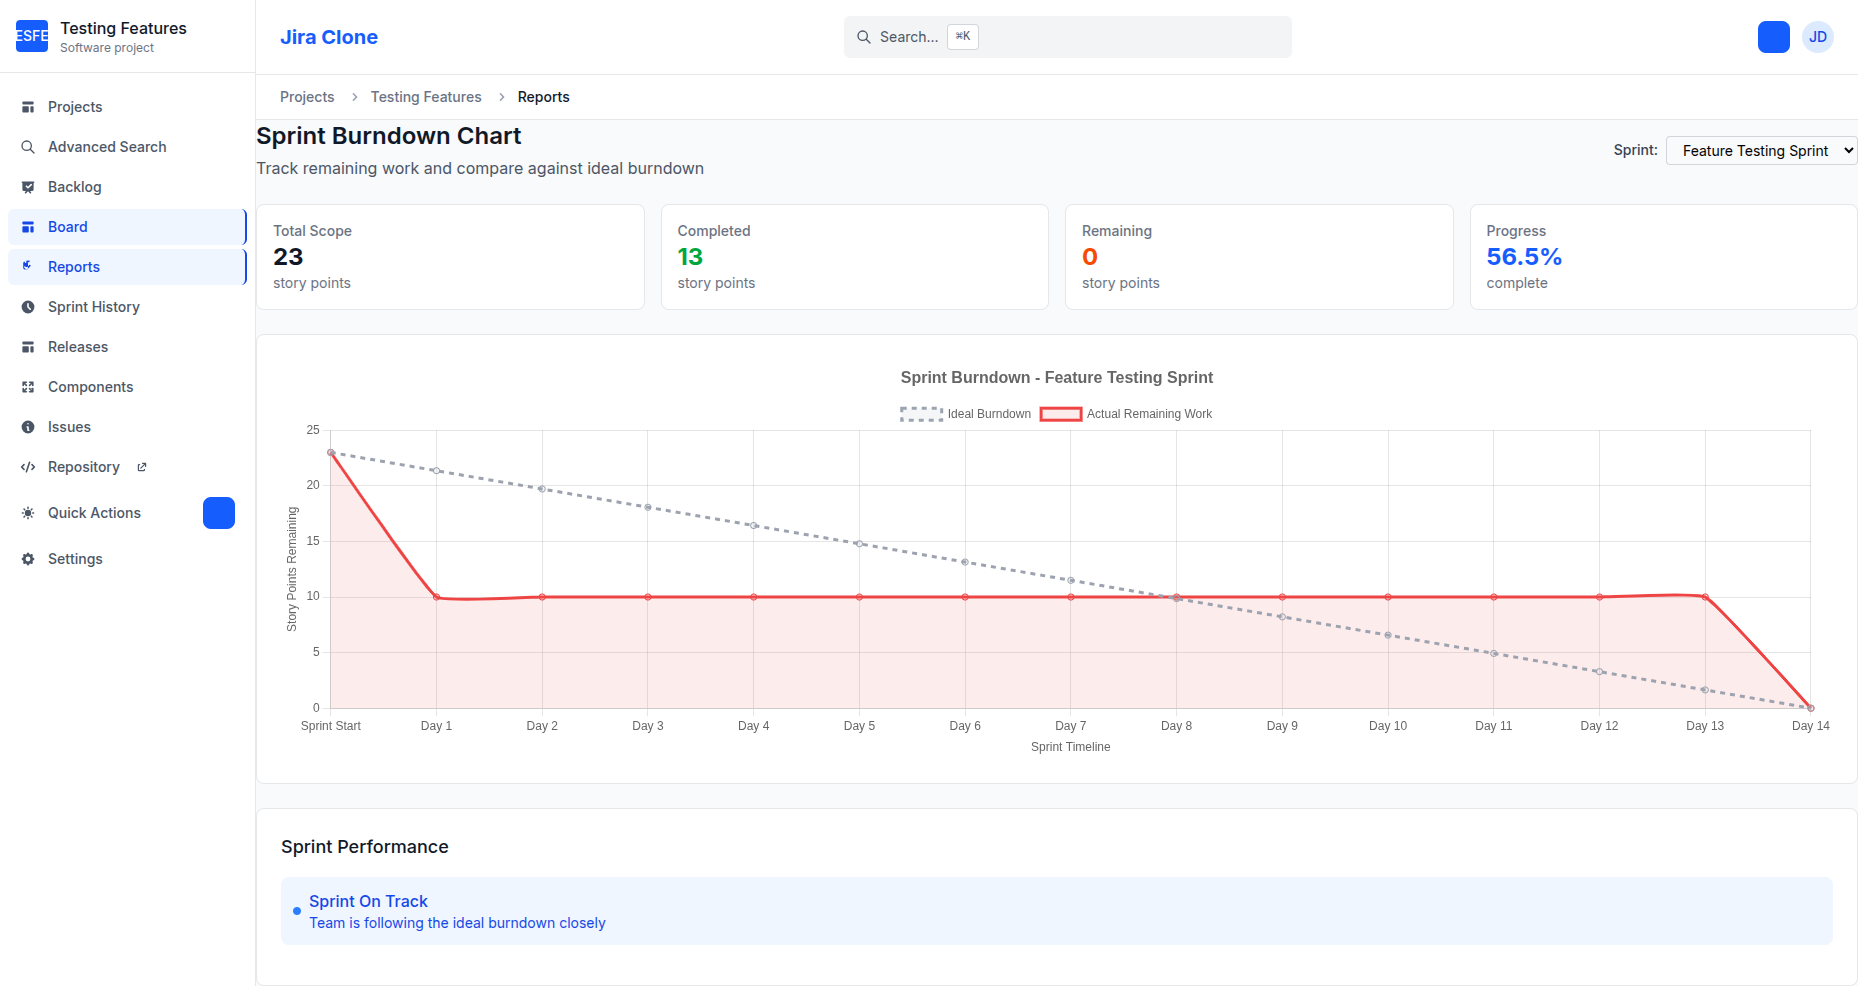 ESFE
Testing Features
Software project
Projects
Advanced Search
Backlog
Board
Reports
Sprint History
Releases
Components
Issues
Repository
Quick Actions
Settings
Jira Clone
Search...
⌘K
JD
Projects
Testing Features
Reports
Sprint Burndown Chart
Track remaining work and compare against ideal burndown
Sprint:
Feature Testing Sprint
Total Scope
23
story points
Completed
13
story points
Remaining
0
story points
Progress
56.5%
complete
Sprint Burndown - Feature Testing Sprint
Ideal Burndown
Actual Remaining Work
Story Points Remaining
25
20
15
10
5
0
Sprint Start
Day 1
Day 2
Day 3
Day 4
Day 5
Day 6
Day 7
Day 8
Day 9
Day 10
Day 11
Day 12
Day 13
Day 14
Sprint Timeline
Sprint Performance
Sprint On Track
Team is following the ideal burndown closely